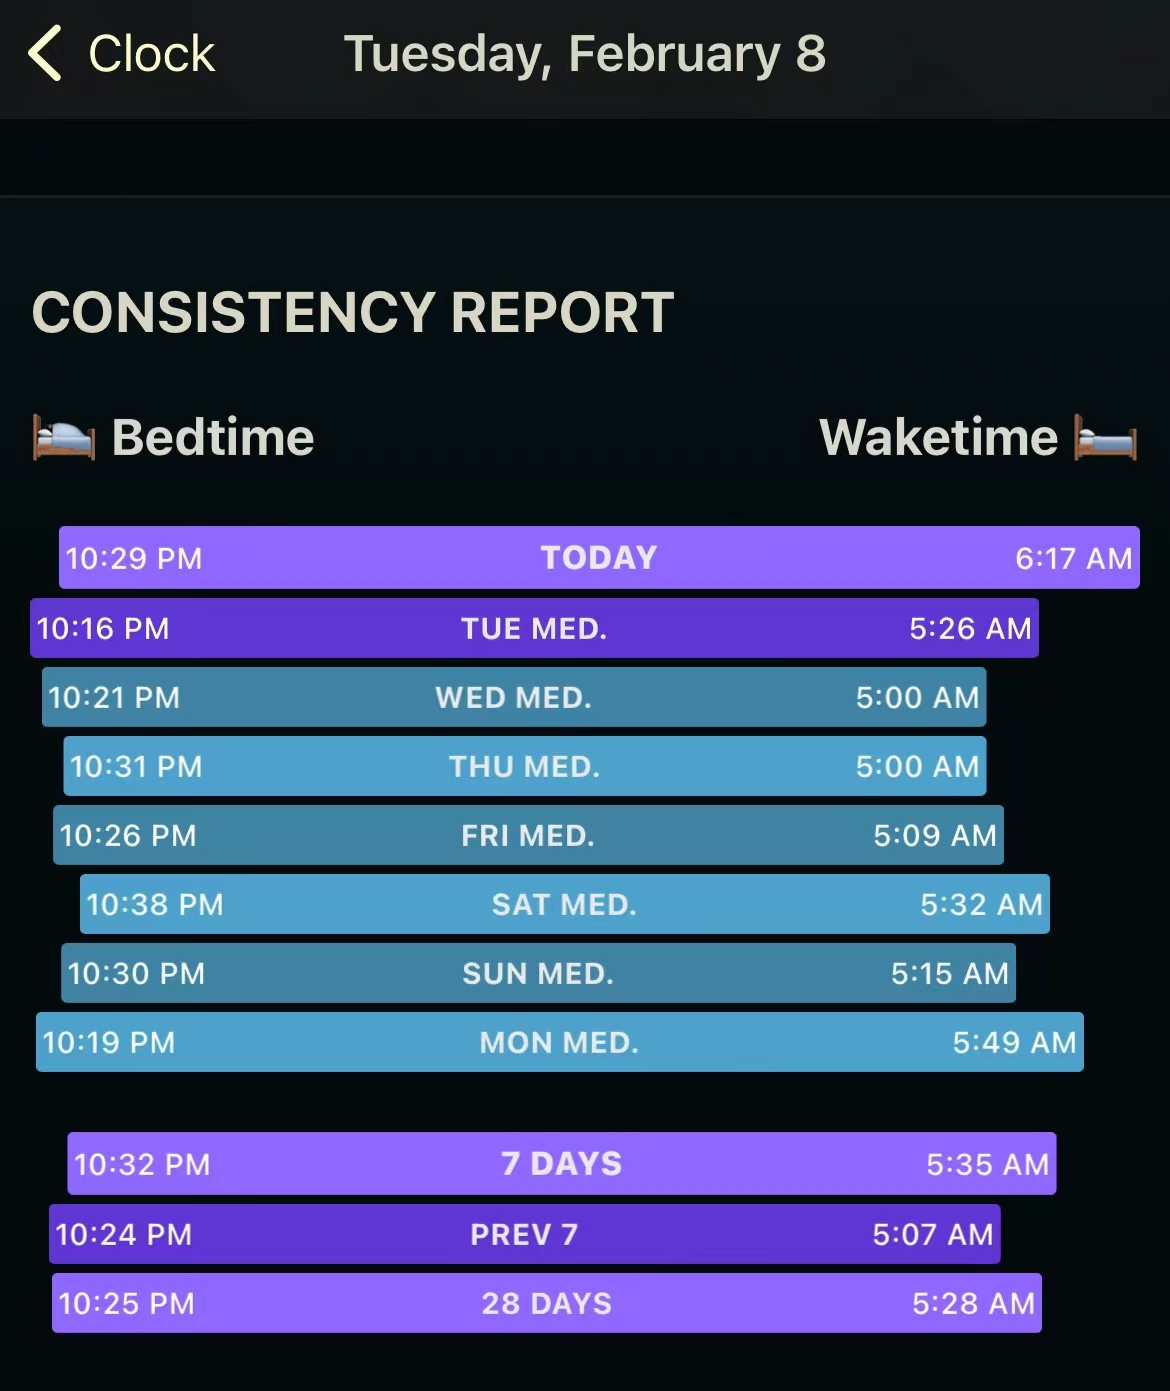 Clock Tuesday, February 8
CONSISTENCY REPORT
Bedtime Waketime
10:29 PM TODAY 6:17 AM
10:16 PM TUE MED. 5:26 AM
10:21 PM WED MED. 5:00 AM
10:31 PM THU MED. 5:00 AM
10:26 PM FRI MED. 5:09 AM
10:38 PM SAT MED. 5:32 AM
10:30 PM SUN MED. 5:15 AM
10:19 PM MON MED. 5:49 AM
10:32 PM 7 DAYS 5:35 AM
10:24 PM PREV 7 5:07 AM
10:25 PM 28 DAYS 5:28 AM